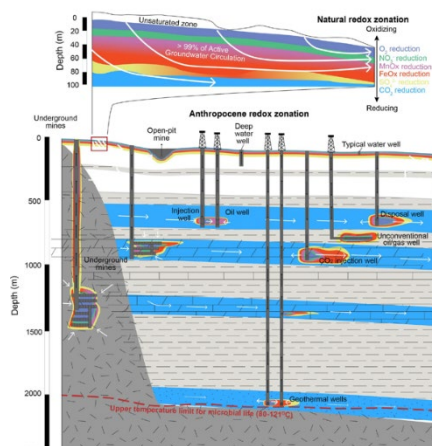 Natural redox zonation
Oxidizing
Unsaturated zone
> 99% of Active
Groundwater Circulation
O₂ reduction
NO₃⁻ reduction
MnOx reduction
FeOx reduction
SO₄²⁻ reduction
CO₂ reduction
Reducing
Depth (m)
0
20
40
60
80
100
Anthropocene redox zonation
Underground
mines
Open-pit mine
Deep
water well
Typical water well
Injection
well
Oil well
Disposal well
Unconventional
oil/gas well
Underground
mines
CO₂ injection well
Geothermal wells
Upper temperature limit for microbial life (80-121°C)
Depth (m)
0
500
1000
1500
2000